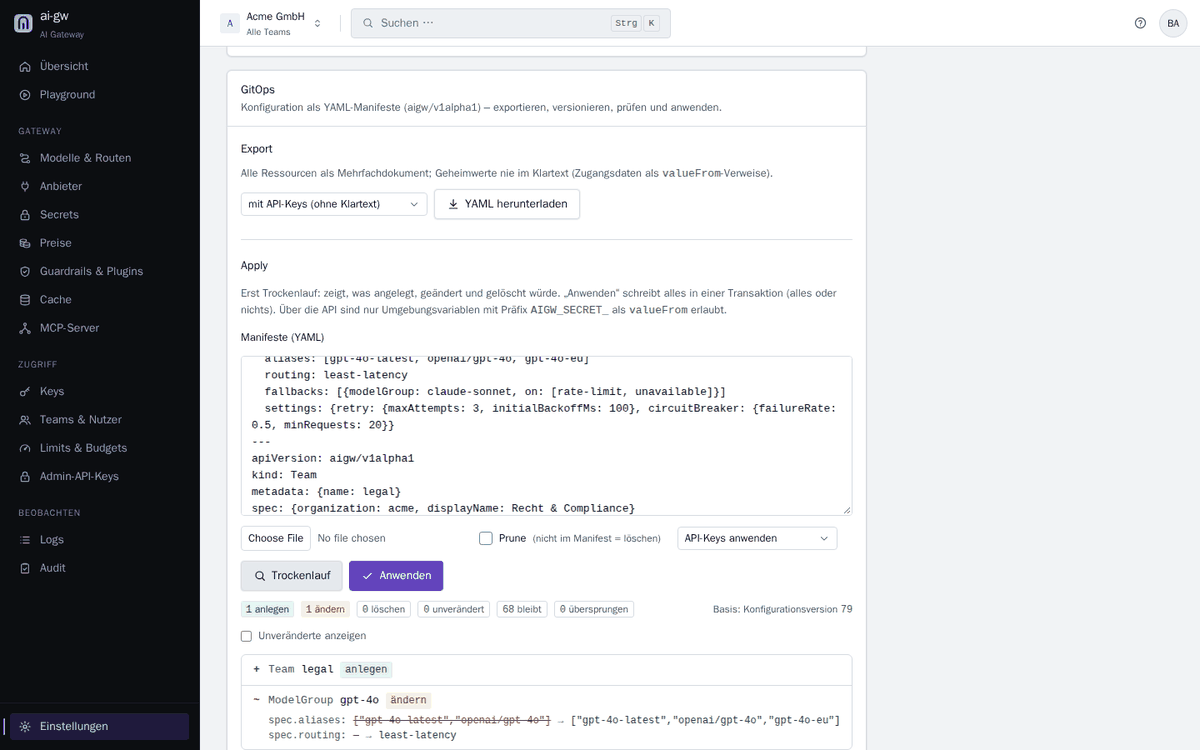 ai-gw
AI Gateway
Übersicht
Playground
GATEWAY
Modelle & Routen
Anbieter
Secrets
Preise
Guardrails & Plugins
Cache
MCP-Server
ZUGRIFF
Keys
Teams & Nutzer
Limits & Budgets
Admin-API-Keys
BEOBACHTEN
Logs
Audit
Einstellungen
A
Acme GmbH
Alle Teams
Suchen ···
Strg K
BA
GitOps
Konfiguration als YAML-Manifeste (aigw/v1alpha1) — exportieren, versionieren, prüfen und anwenden.
Export
Alle Ressourcen als Mehrfachdokument; Geheimwerte nie im Klartext (Zugangsdaten als valueFrom-Verweise).
mit API-Keys (ohne Klartext)
YAML herunterladen
Apply
Erst Trockenlauf: zeigt, was angelegt, geändert und gelöscht würde. „Anwenden“ schreibt alles in einer Transaktion (alles oder
nichts). Über die API sind nur Umgebungsvariablen mit Präfix AIGW_SECRET_ als valueFrom erlaubt.
Manifeste (YAML)
aliases: [gpt-4o-latest, openai/gpt-4o, gpt-4o-eu]
routing: least-latency
fallbacks: [{modelGroup: claude-sonnet, on: [rate-limit, unavailable]}]
settings: {retry: {maxAttempts: 3, initialBackoffMs: 100}, circuitBreaker: {failureRate:
0.5, minRequests: 20}}
---
apiVersion: aigw/v1alpha1
kind: Team
metadata: {name: legal}
spec: {organization: acme, displayName: Recht & Compliance}
Choose File No file chosen
Prune (nicht im Manifest = löschen)
API-Keys anwenden
Trockenlauf
Anwenden
1 anlegen
1 ändern
0 löschen
0 unverändert
68 bleibt
0 übersprungen
Basis: Konfigurationsversion 79
Unveränderte anzeigen
+ Team legal anlegen
~ ModelGroup gpt-4o ändern
spec.aliases: ["gpt-4o-latest","openai/gpt-4o"] → ["gpt-4o-latest","openai/gpt-4o","gpt-4o-eu"]
spec.routing: — → least-latency